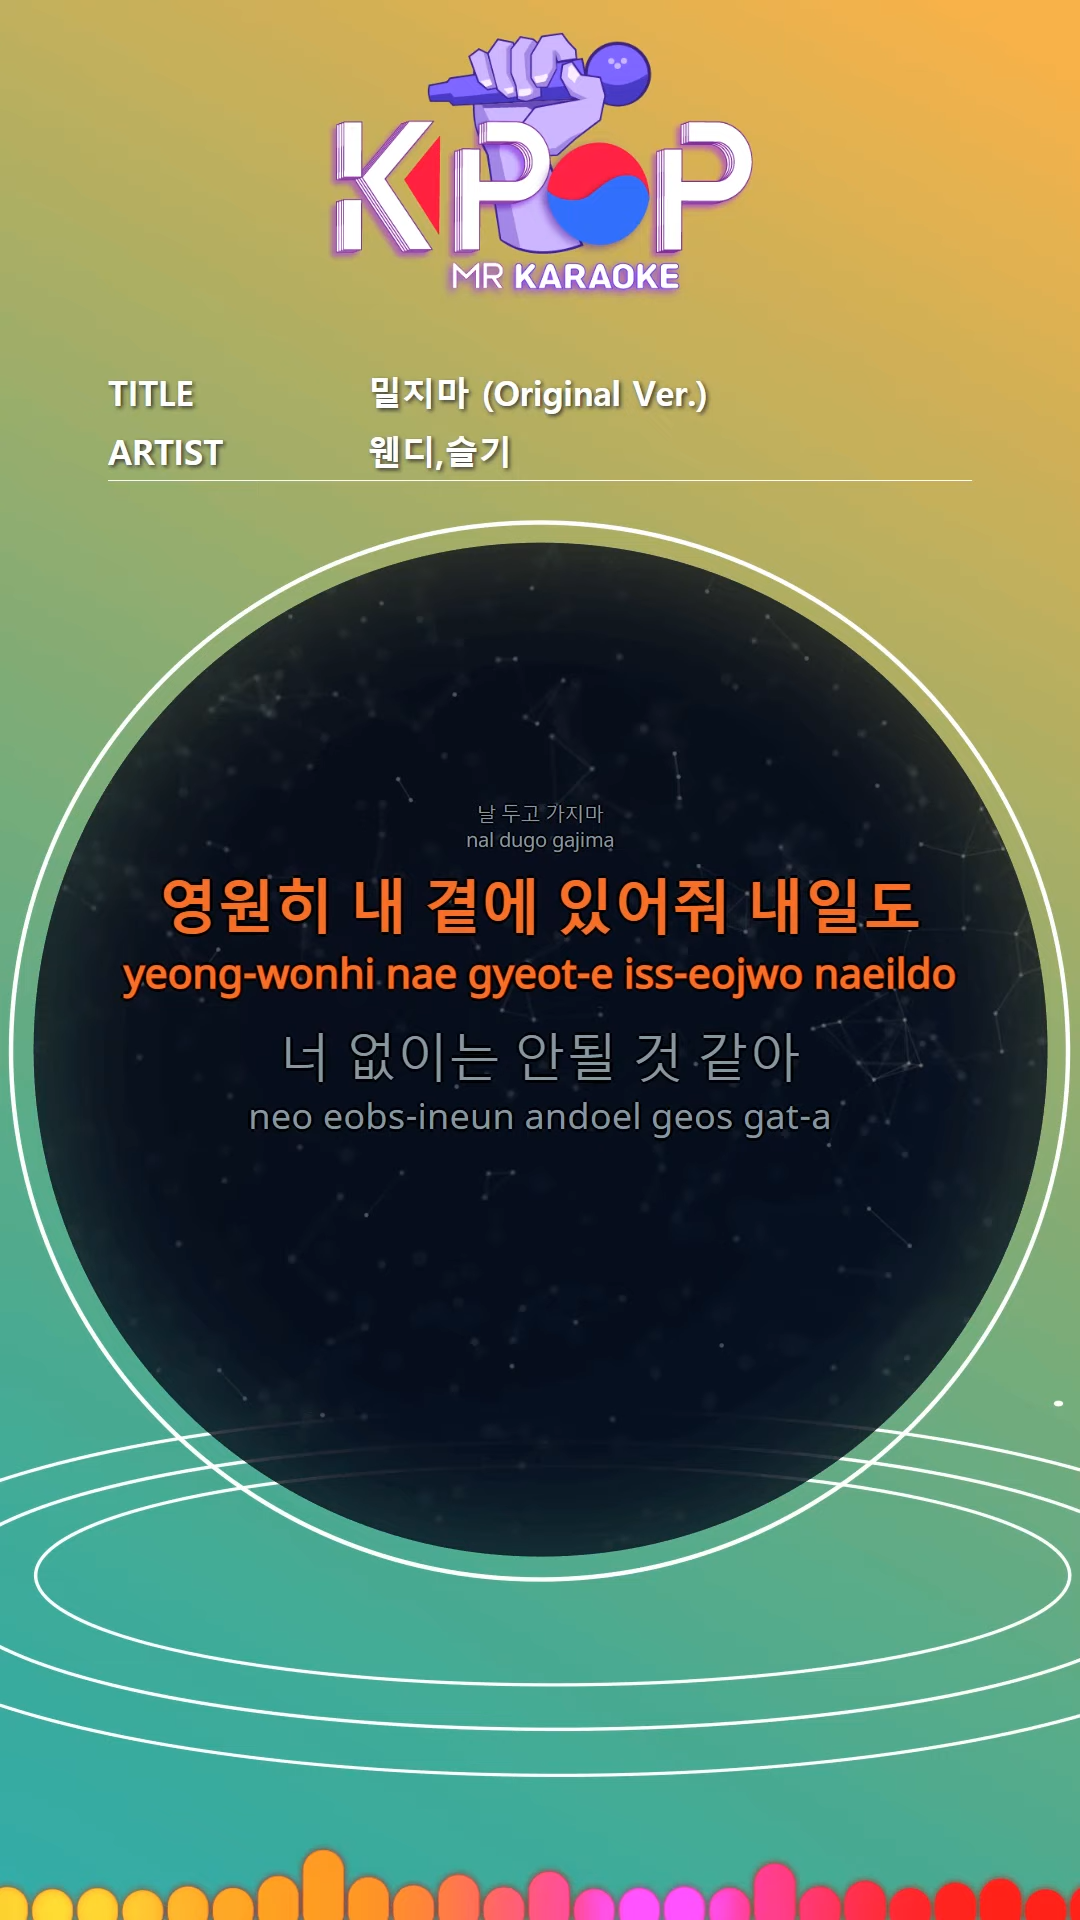 KPOP
MR KARAOKE
TITLE 밀지마 (Original Ver.)
ARTIST 웬디,슬기
날 두고 가지마
nal dugo gajima
영원히 내 곁에 있어줘 내일도
yeong-wonhi nae gyeot-e iss-eojwo naeildo
너 없이는 안될 것 같아
neo eobs-ineun andoel geos gat-a